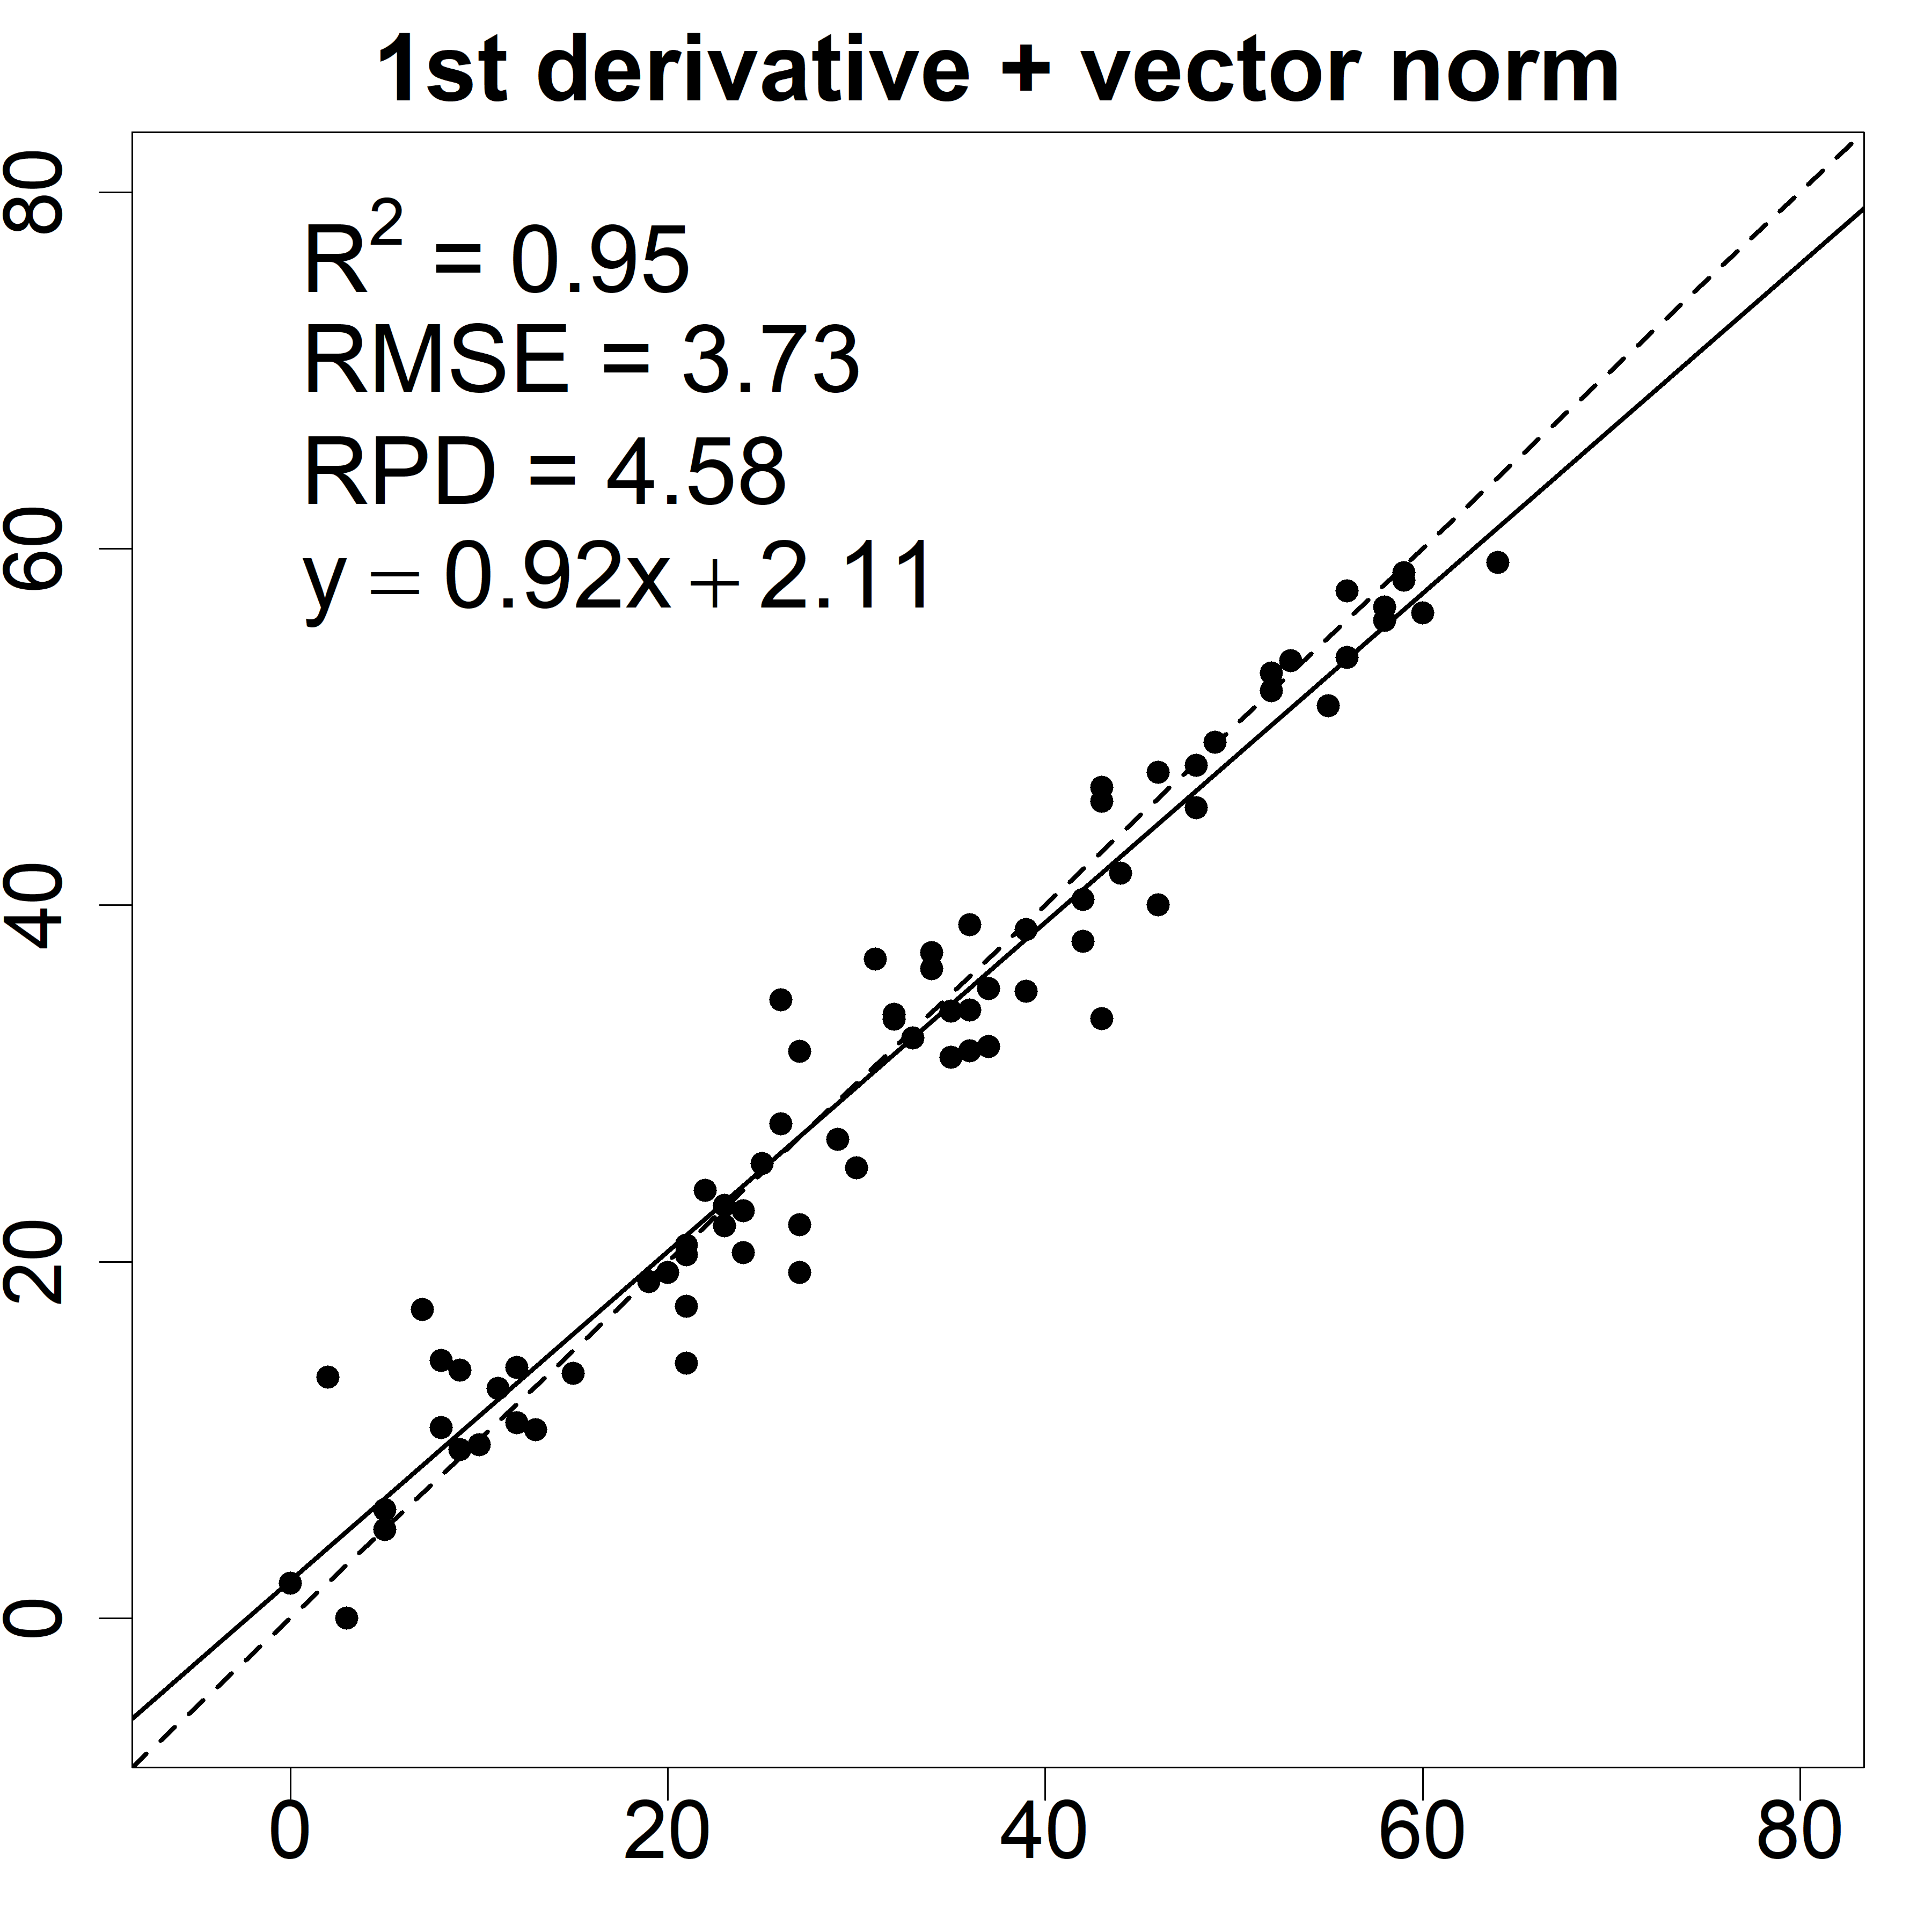 1st derivative + vector norm
80
60
40
20
0
R² = 0.95
RMSE = 3.73
RPD = 4.58
y = 0.92x + 2.11
0 20 40 60 80